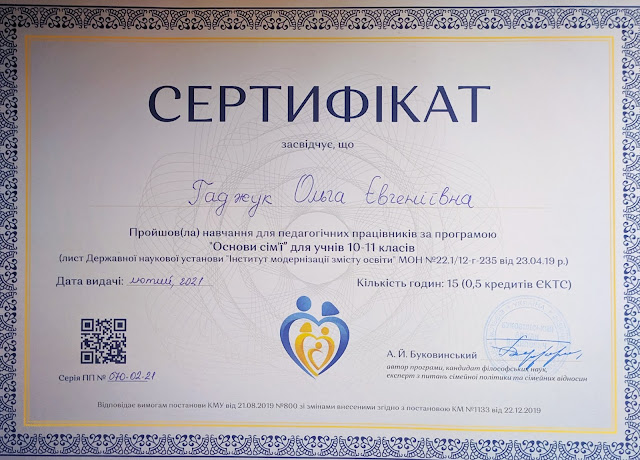 СЕРТИФІКАТ
засвідчує, що
Гаджук Ольга Євгеніївна
Пройшов(ла) навчання для педагогічних працівників за програмою
"Основи сім'ї" для учнів 10-11 класів
(лист Державної наукової установи "Інститут модернізації змісту освіти" МОН №22.1/12-г-235 від 23.04.19 р.)
Дата видачі: лютий, 2021
Кількість годин: 15 (0,5 кредитів ЄКТС)
А. Й. Буковинський
автор програми, кандидат філософських наук,
експерт з питань сімейної політики та сімейних відносин
Серія ПП № 070-02-21
Відповідає вимогам постанови КМУ від 21.08.2019 №800 зі змінами внесеними згідно з постановою КМ №1133 від 22.12.2019